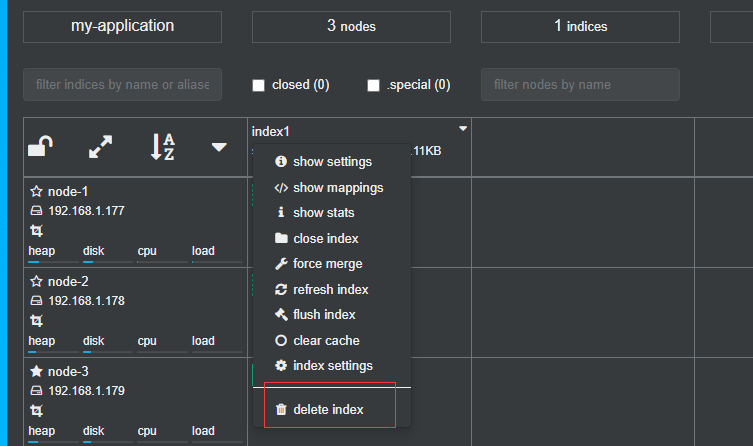 my-application
3 nodes
1 indices
filter indices by name or aliase
closed (0)
.special (0)
filter nodes by name
index1
.11KB
show settings
show mappings
show stats
close index
force merge
refresh index
flush index
clear cache
index settings
delete index
node-1
192.168.1.177
heap disk cpu load
node-2
192.168.1.178
heap disk cpu load
node-3
192.168.1.179
heap disk cpu load